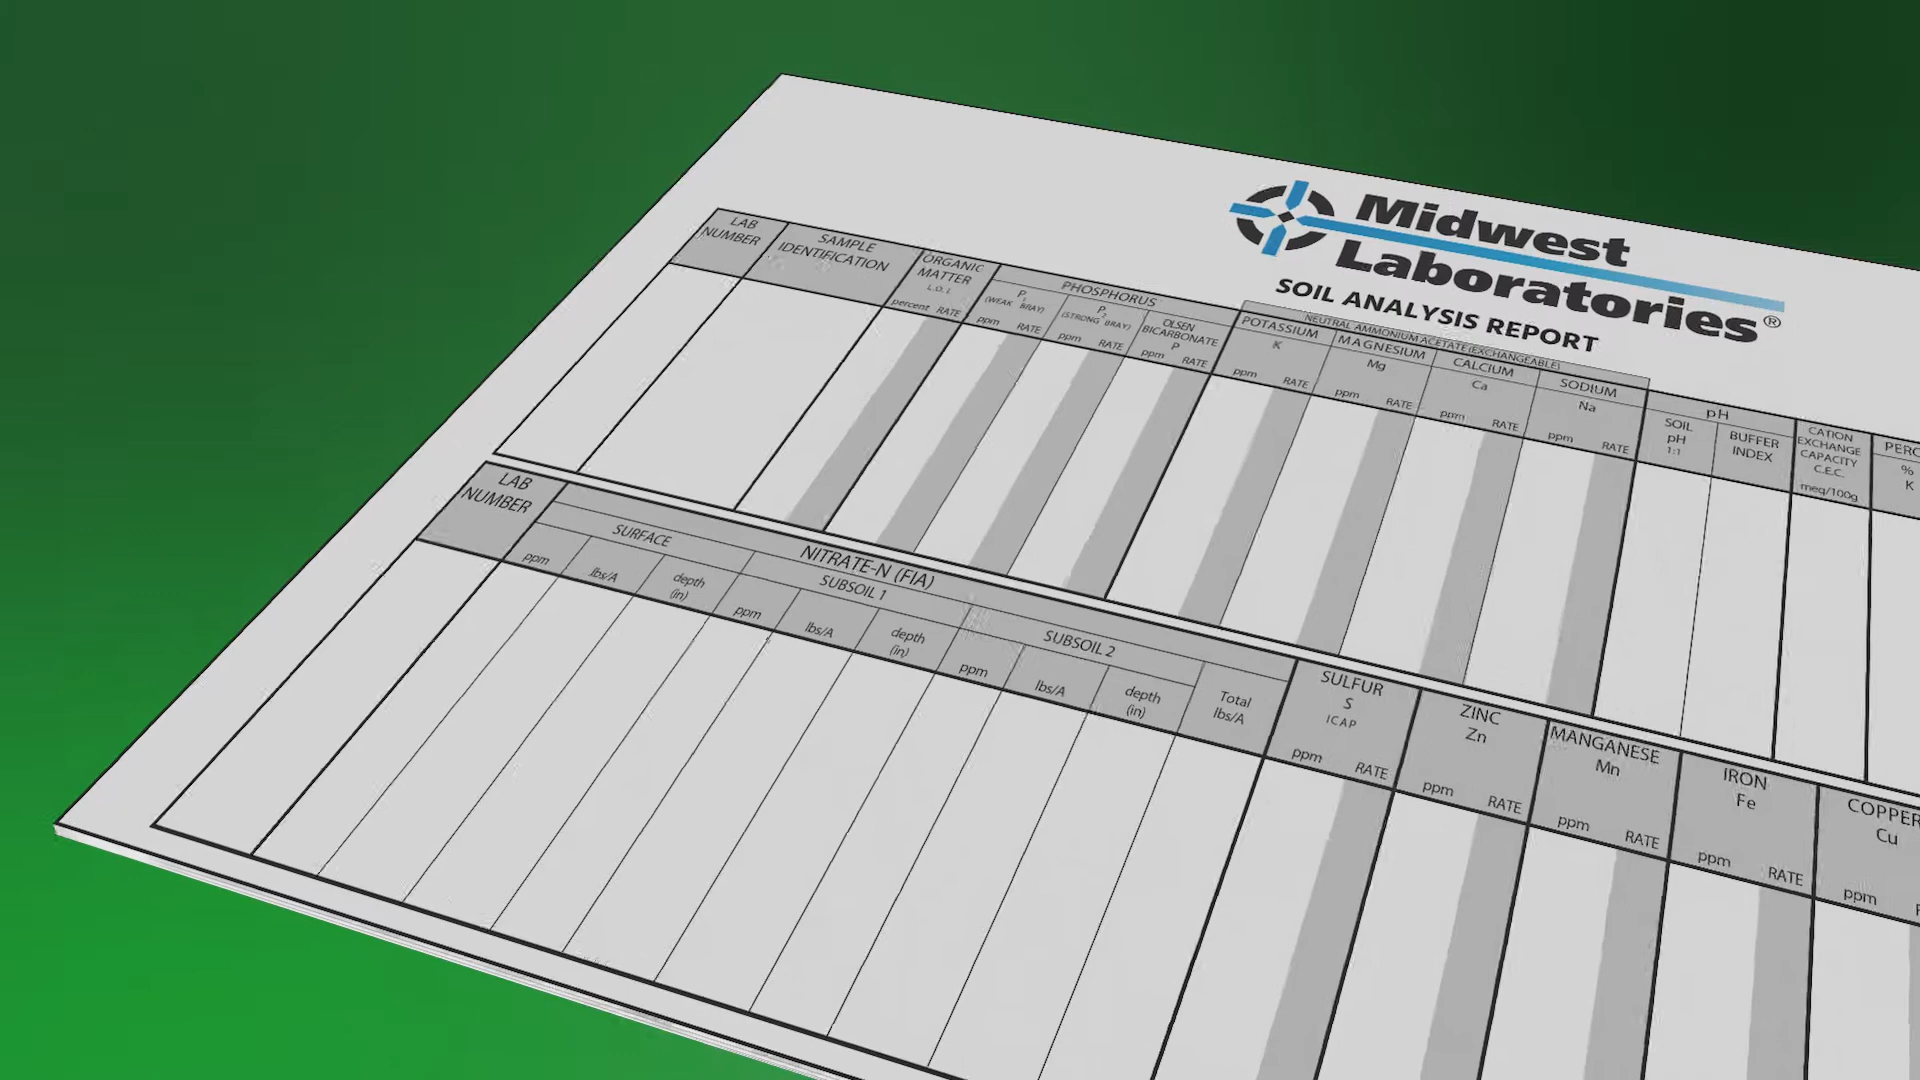 Midwest
Laboratories®
SOIL ANALYSIS REPORT
LAB
NUMBER
SAMPLE
IDENTIFICATION
ORGANIC
MATTER
L.O.I.
percent RATE
PHOSPHORUS
P1
(WEAK BRAY)
ppm RATE
P2
(STRONG BRAY)
ppm RATE
OLSEN
BICARBONATE
P
ppm RATE
NEUTRAL AMMONIUM ACETATE (EXCHANGEABLE)
POTASSIUM
K
ppm RATE
MAGNESIUM
Mg
ppm RATE
CALCIUM
Ca
ppm RATE
SODIUM
Na
ppm RATE
pH
SOIL
pH
1:1
BUFFER
INDEX
CATION
EXCHANGE
CAPACITY
C.E.C.
meq/100g
PERC
%
K
LAB
NUMBER
NITRATE-N (FIA)
SURFACE
ppm
lbs/A
depth
(in)
SUBSOIL 1
ppm
lbs/A
depth
(in)
SUBSOIL 2
ppm
lbs/A
depth
(in)
Total
lbs/A
SULFUR
S
ICAP
ppm RATE
ZINC
Zn
ppm RATE
MANGANESE
Mn
ppm RATE
IRON
Fe
ppm RATE
COPPER
Cu
ppm